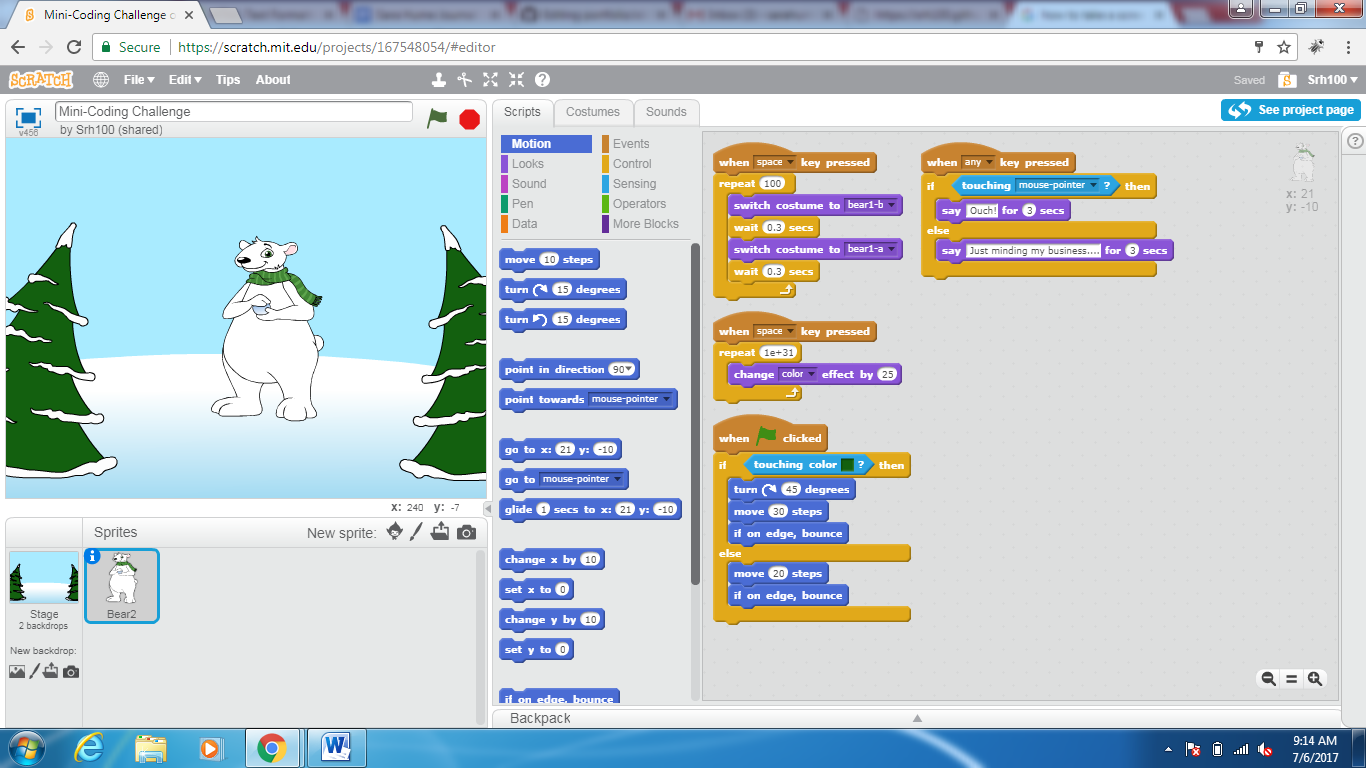 Mini-Coding Challenge o
Secure https://scratch.mit.edu/projects/167548054/#editor
SCRATCH File Edit Tips About Saved Srh100
Mini-Coding Challenge
by Srh100 (shared)
v456
Scripts Costumes Sounds
See project page
Motion Events
Looks Control
Sound Sensing
Pen Operators
Data More Blocks
move 10 steps
turn 15 degrees
turn 15 degrees
point in direction 90
point towards mouse-pointer
go to x: 21 y: -10
go to mouse-pointer
glide 1 secs to x: 21 y: -10
change x by 10
set x to 0
change y by 10
set y to 0
if on edge, bounce
when space key pressed
repeat 100
switch costume to bear1-b
wait 0.3 secs
switch costume to bear1-a
wait 0.3 secs
when space key pressed
repeat 1e+31
change color effect by 25
when clicked
if touching color ? then
turn 45 degrees
move 30 steps
if on edge, bounce
else
move 20 steps
if on edge, bounce
when any key pressed
if touching mouse-pointer ? then
say Ouch! for 3 secs
else
say Just minding my business.... for 3 secs
x: 21
y: -10
x: 240 y: -7
Sprites New sprite:
Stage
2 backdrops
New backdrop:
Bear2
Backpack
9:14 AM
7/6/2017